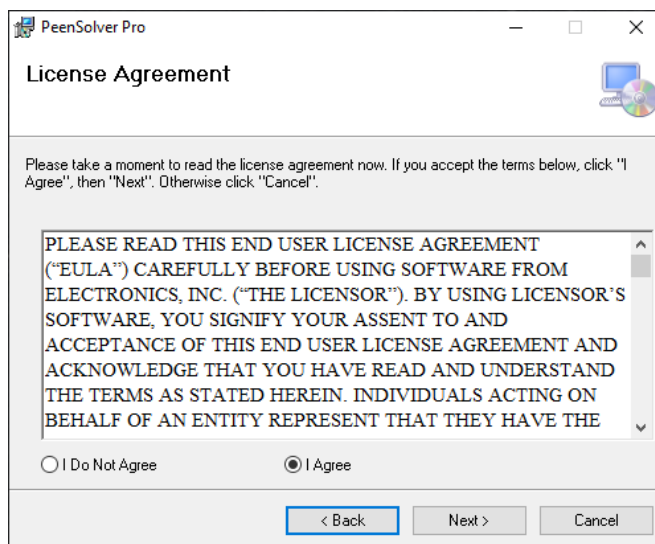 PeenSolver Pro
License Agreement
Please take a moment to read the license agreement now. If you accept the terms below, click "I
Agree", then "Next". Otherwise click "Cancel".
PLEASE READ THIS END USER LICENSE AGREEMENT
(“EULA”) CAREFULLY BEFORE USING SOFTWARE FROM
ELECTRONICS, INC. (“THE LICENSOR”). BY USING LICENSOR’S
SOFTWARE, YOU SIGNIFY YOUR ASSENT TO AND
ACCEPTANCE OF THIS END USER LICENSE AGREEMENT AND
ACKNOWLEDGE THAT YOU HAVE READ AND UNDERSTAND
THE TERMS AS STATED HEREIN. INDIVIDUALS ACTING ON
BEHALF OF AN ENTITY REPRESENT THAT THEY HAVE THE
I Do Not Agree
I Agree
< Back
Next >
Cancel